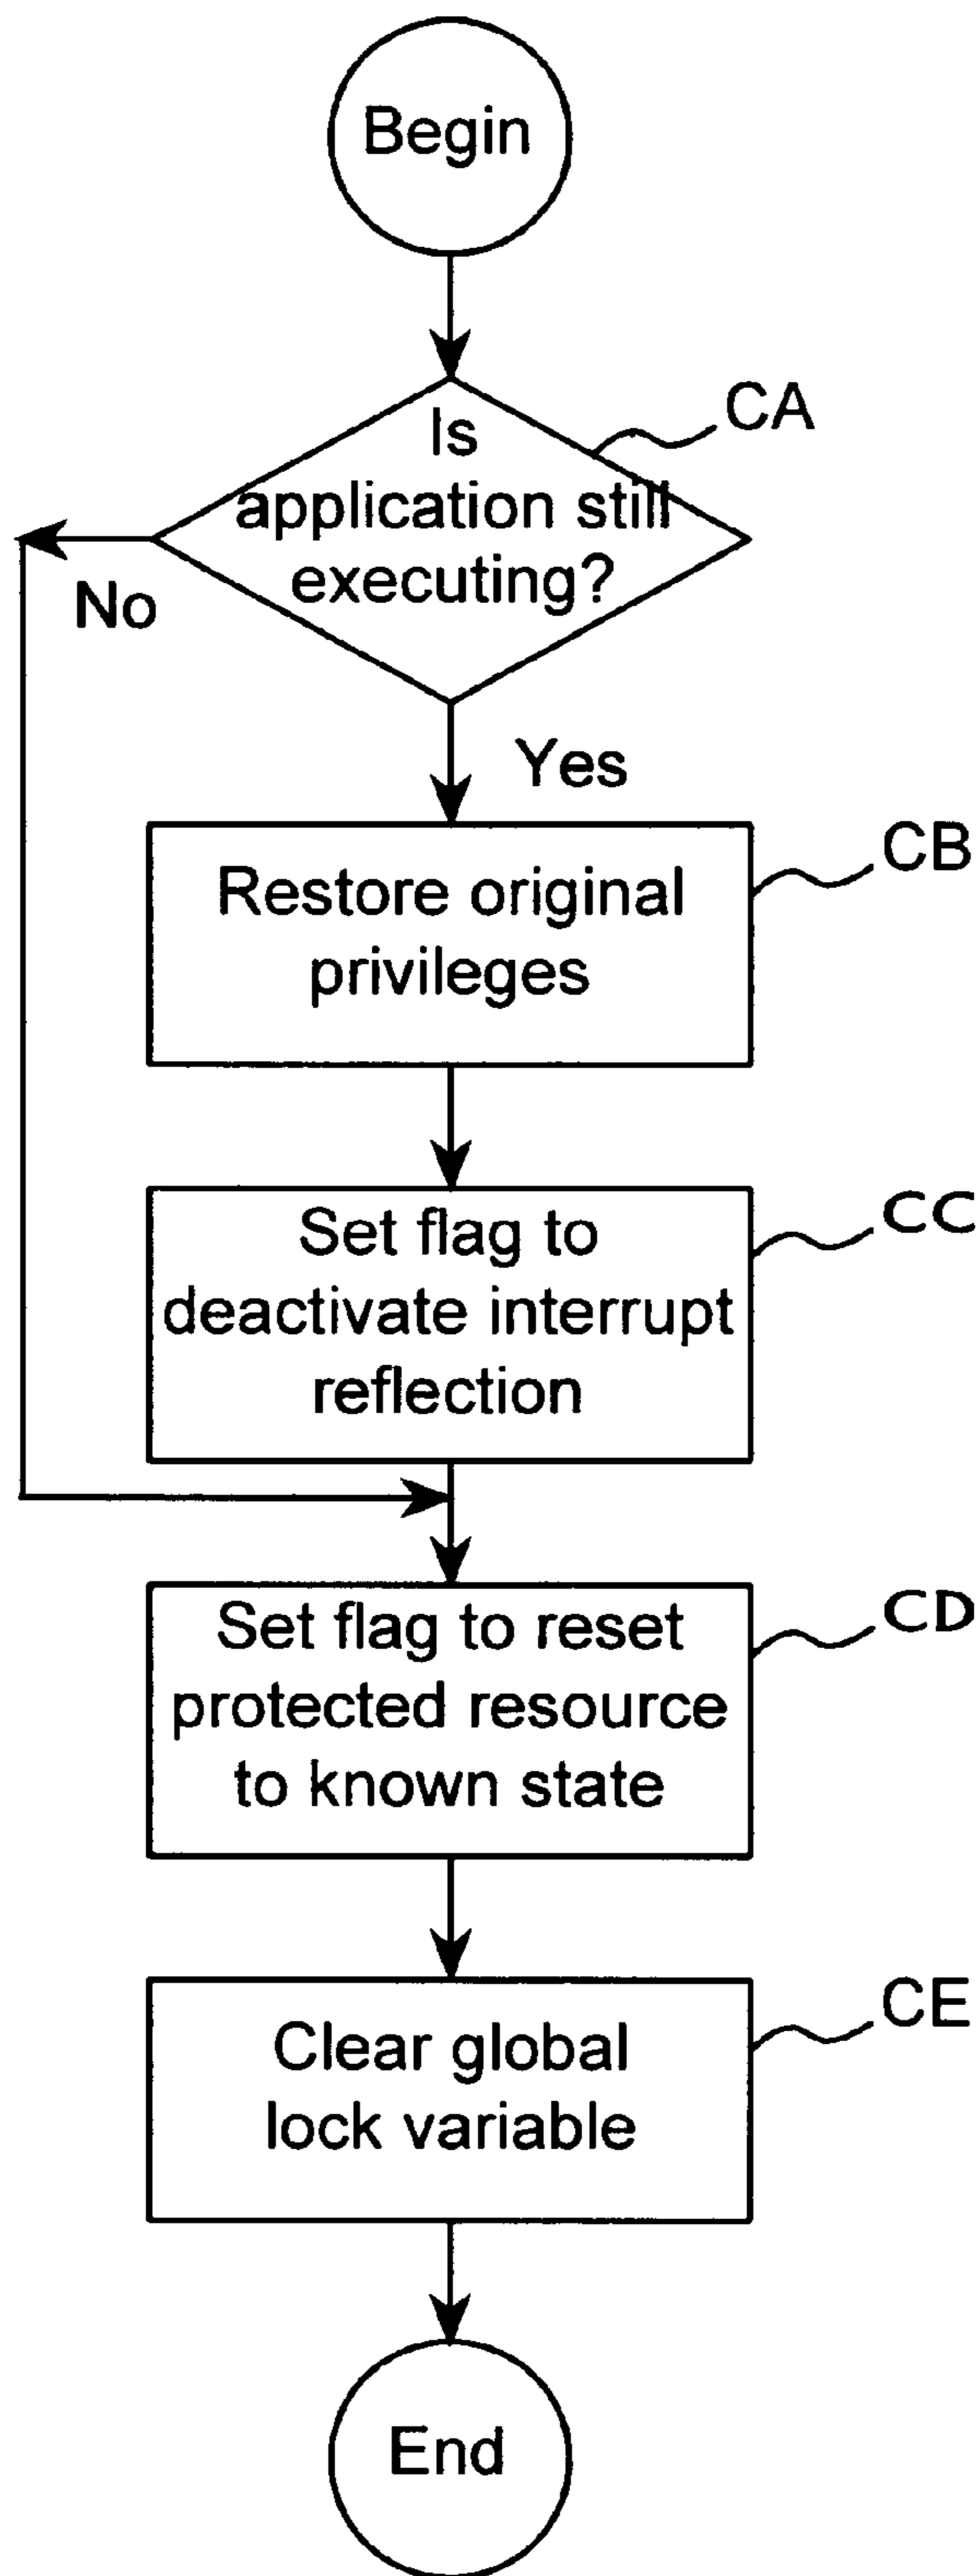 Begin
CA
Is
application still
executing?
No
Yes
CB
Restore original
privileges
CC
Set flag to
deactivate interrupt
reflection
CD
Set flag to reset
protected resource
to known state
CE
Clear global
lock variable
End